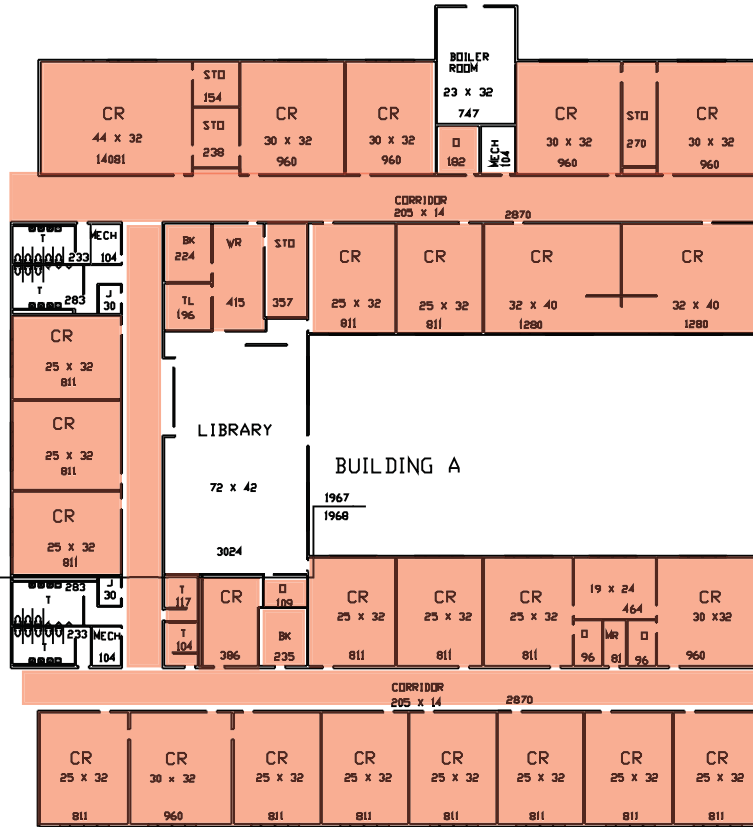 BOILER
ROOM
23 X 32
747
STO
154
STO
238
CR
44 X 32
14081
CR
30 X 32
960
CR
30 X 32
960
O
182
MECH
104
CR
30 X 32
960
STO
270
CR
30 X 32
960
CORRIDOR
205 X 14
2870
T
233
MECH
104
T
283
J
30
BK
224
WR
415
STO
357
TL
196
CR
25 X 32
811
CR
25 X 32
811
CR
32 X 40
1280
CR
32 X 40
1280
CR
25 X 32
811
CR
25 X 32
811
CR
25 X 32
811
LIBRARY
72 X 42
3024
BUILDING A
1967
1968
283
T
J
30
233
T
MECH
104
T
117
T
104
CR
386
O
109
BK
235
CR
25 X 32
811
CR
25 X 32
811
CR
25 X 32
811
19 X 24
464
O
96
MR
81
O
96
CR
30 X32
960
CORRIDOR
205 X 14
2870
CR
25 X 32
811
CR
30 X 32
960
CR
25 X 32
811
CR
25 X 32
811
CR
25 X 32
811
CR
25 X 32
811
CR
25 X 32
811
CR
25 X 32
811